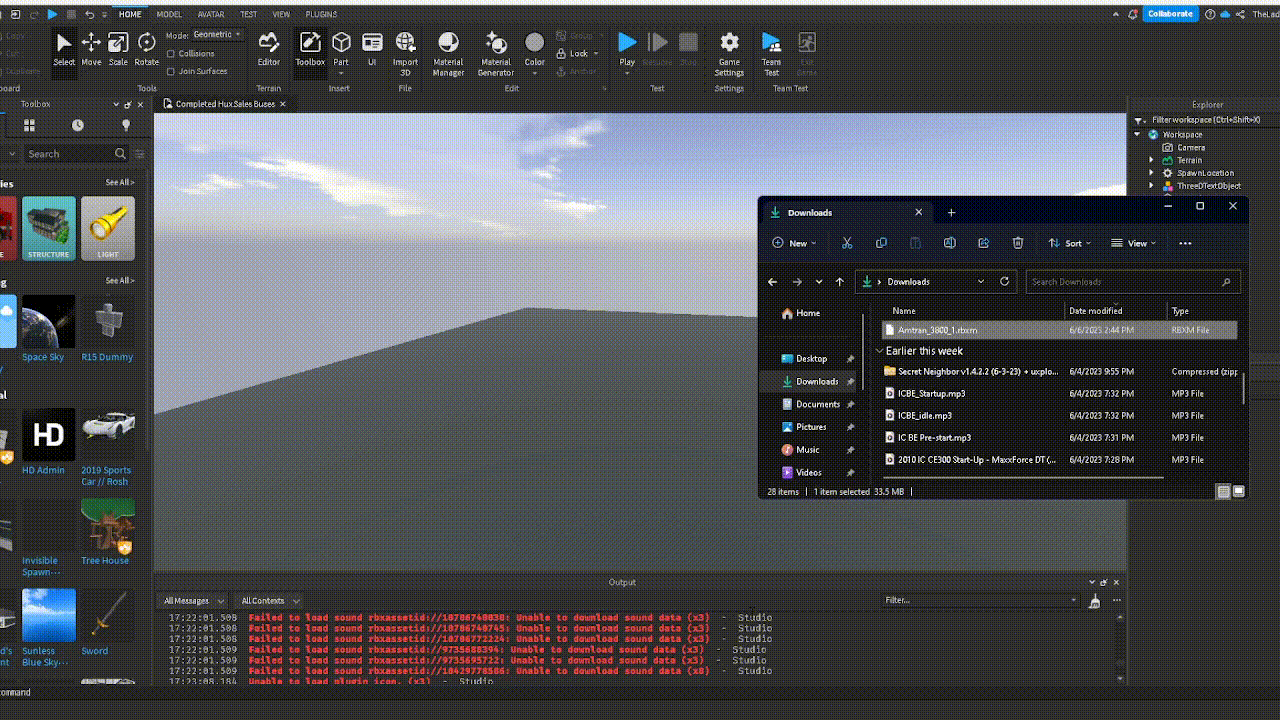 HOME MODEL AVATAR TEST VIEW PLUGINS
Collaborate
Copy
Cut
Duplicate
Select Move Scale Rotate
Mode: Geometric
Collisions
Join Surfaces
Editor
Toolbox Part UI
Import 3D
Material Manager
Material Generator
Color
Group
Lock
Anchor
Play Resume Stop
Game Settings
Team Test
Exit Game
Tools Terrain Insert File Edit Test Settings Team Test
Toolbox
Completed Hux.Sales Buses
Explorer
Filter workspace (Ctrl+Shift+X)
Workspace
Camera
Terrain
SpawnLocation
ThreeDTextObject
Search
See All >
STRUCTURE
LIGHT
See All >
Space Sky
R15 Dummy
HD
HD Admin
2019 Sports Car // Rosh
Invisible Spawn...
Tree House
Sunless Blue Sky...
Sword
Downloads
New
Sort
View
Downloads
Search Downloads
Home
Desktop
Downloads
Documents
Pictures
Music
Videos
Name Date modified Type
Amtran_3800_1.rbxm 6/6/2023 2:44 PM RBXM File
Earlier this week
Secret Neighbor v1.4.2.2 (6-3-23) + uxplo... 6/4/2023 9:55 PM Compressed (zipp
ICBE_Startup.mp3 6/4/2023 7:32 PM MP3 File
ICBE_idle.mp3 6/4/2023 7:32 PM MP3 File
IC BE Pre-start.mp3 6/4/2023 7:31 PM MP3 File
2010 IC CE300 Start-Up - MaxxForce DT (... 6/4/2023 7:28 PM MP3 File
28 items 1 item selected 33.5 MB
Output
All Messages All Contexts Filter...
17:22:01.508 Failed to load sound rbxassetid://: Unable to download sound data (x3) - Studio
17:22:01.508 Failed to load sound rbxassetid://10706740745: Unable to download sound data (x3) - Studio
17:22:01.508 Failed to load sound rbxassetid://10706772224: Unable to download sound data (x3) - Studio
17:22:01.509 Failed to load sound rbxassetid://9735688394: Unable to download sound data (x3) - Studio
17:22:01.509 Failed to load sound rbxassetid://9735695722: Unable to download sound data (x3) - Studio
17:22:01.509 Failed to load sound rbxassetid://10429778586: Unable to download sound data - Studio
17:23:08.184 Unable to load plugin icon. (x3) - Studio